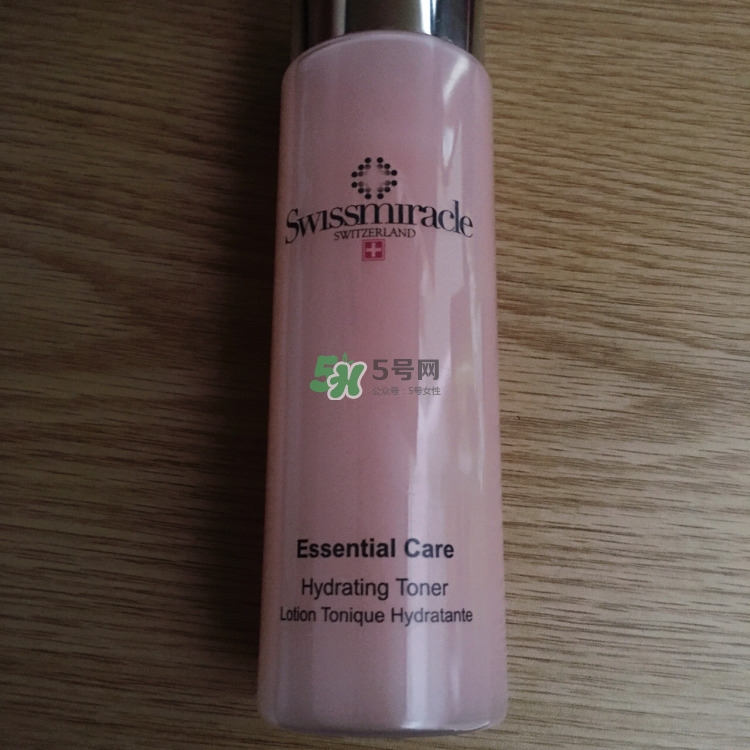 Swissmiracle
SWITZERLAND
5号网
公众号：5号女性
Essential Care
Hydrating Toner
Lotion Tonique Hydratante